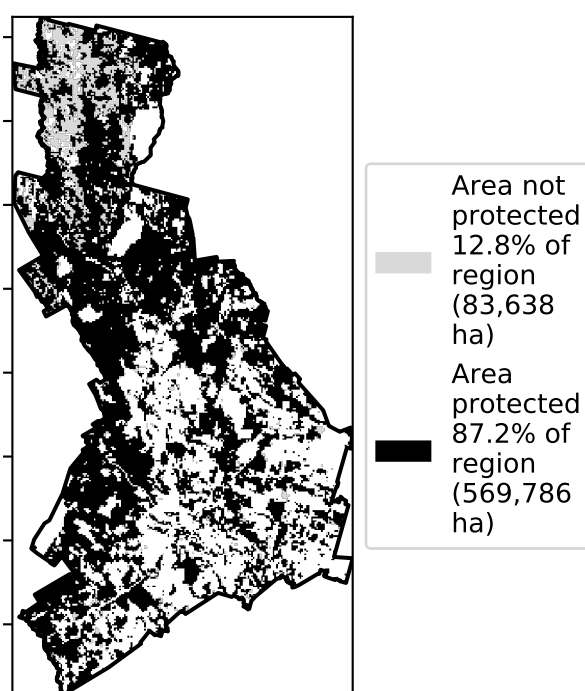 Area not
protected
12.8% of
region
(83,638
ha)
Area
protected
87.2% of
region
(569,786
ha)